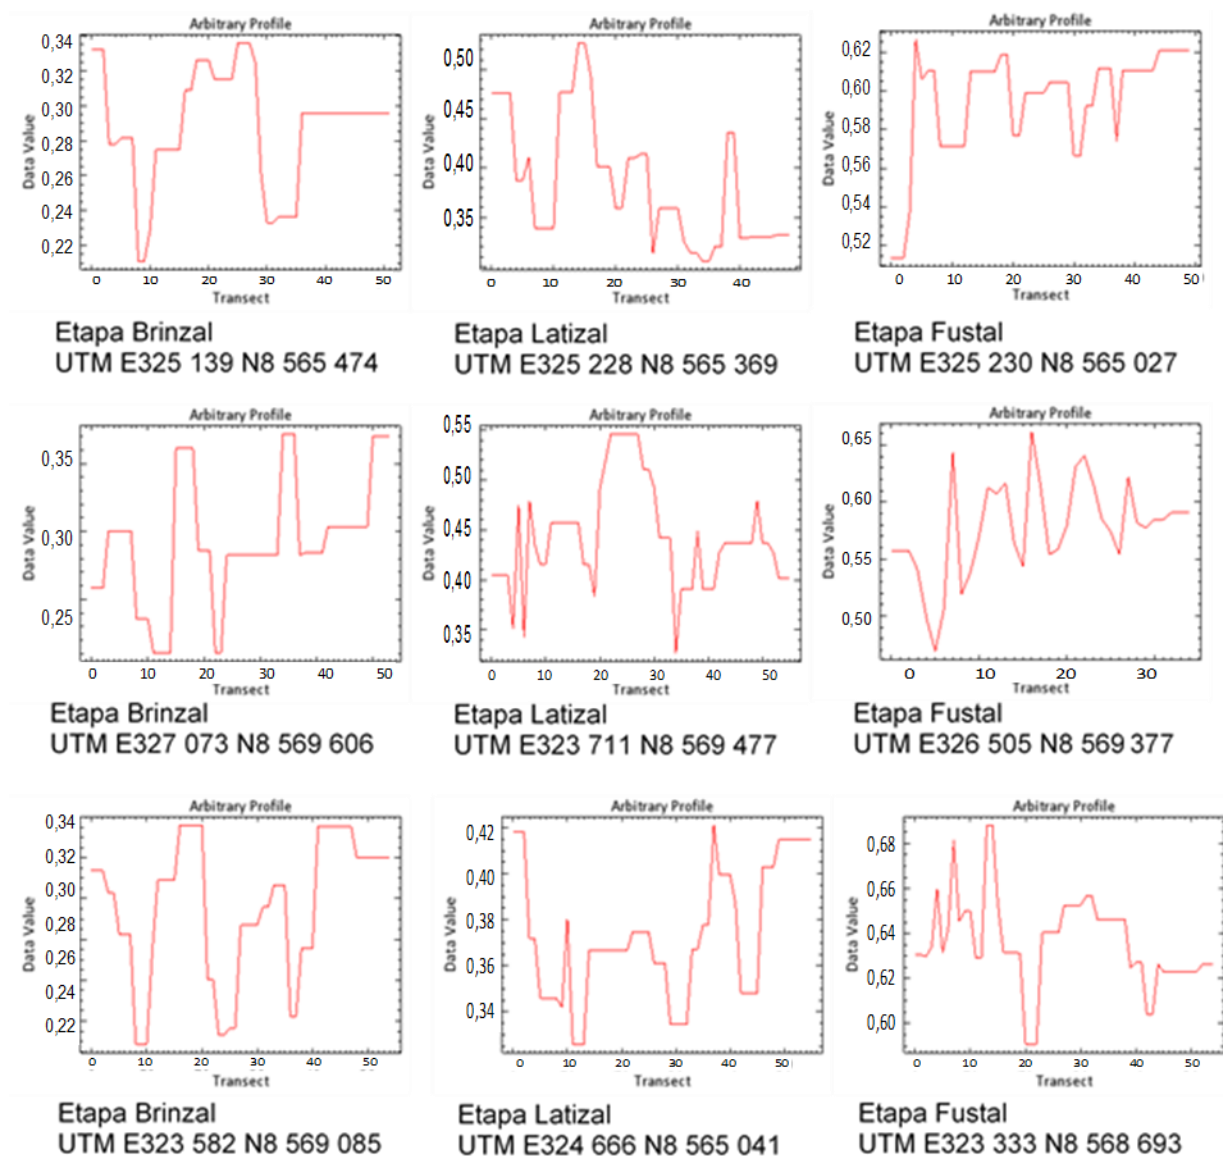 Arbitrary Profile
Data Value
0,34
0,32
0,30
0,28
0,26
0,24
0,22
0 10 20 30 40 50
Transect
Etapa Brinzal
UTM E325 139 N8 565 474
Arbitrary Profile
Data Value
0,50
0,45
0,40
0,35
0 10 20 30 40
Transect
Etapa Latizal
UTM E325 228 N8 565 369
Arbitrary Profile
Data Value
0,62
0,60
0,58
0,56
0,54
0,52
0 10 20 30 40 50
Transect
Etapa Fustal
UTM E325 230 N8 565 027
Arbitrary Profile
Data Value
0,35
0,30
0,25
0 10 20 30 40 50
Transect
Etapa Brinzal
UTM E327 073 N8 569 606
Arbitrary Profile
Data Value
0,55
0,50
0,45
0,40
0,35
0 10 20 30 40 50
Transect
Etapa Latizal
UTM E323 711 N8 569 477
Arbitrary Profile
Data Value
0,65
0,60
0,55
0,50
0 10 20 30
Transect
Etapa Fustal
UTM E326 505 N8 569 377
Arbitrary Profile
Data Value
0,34
0,32
0,30
0,28
0,26
0,24
0,22
0 10 20 30 40 50
Transect
Etapa Brinzal
UTM E323 582 N8 569 085
Arbitrary Profile
Data Value
0,42
0,40
0,38
0,36
0,34
0 10 20 30 40 50
Transect
Etapa Latizal
UTM E324 666 N8 565 041
Arbitrary Profile
Data Value
0,68
0,66
0,64
0,62
0,60
0 10 20 30 40 50
Transect
Etapa Fustal
UTM E323 333 N8 568 693